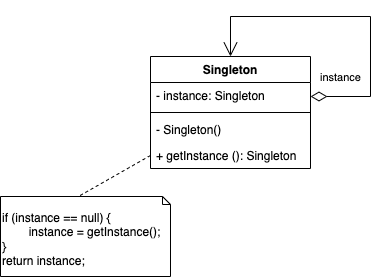 Singleton
instance
- instance: Singleton
- Singleton()
+ getInstance (): Singleton
if (instance == null) {
instance = getInstance();
}
return instance;